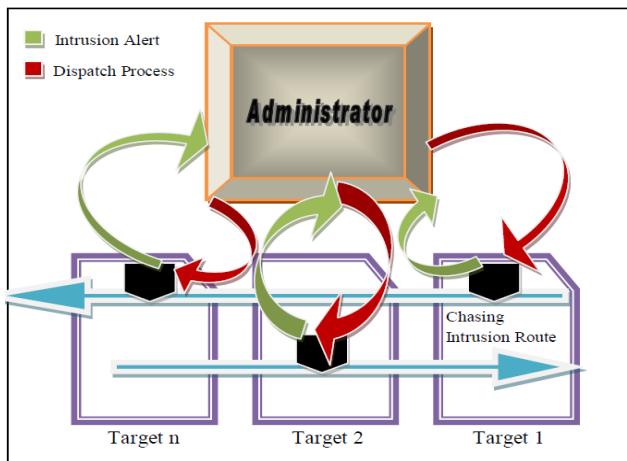 Intrusion Alert
Dispatch Process
Administrator
Chasing
Intrusion Route
Target n
Target 2
Target 1